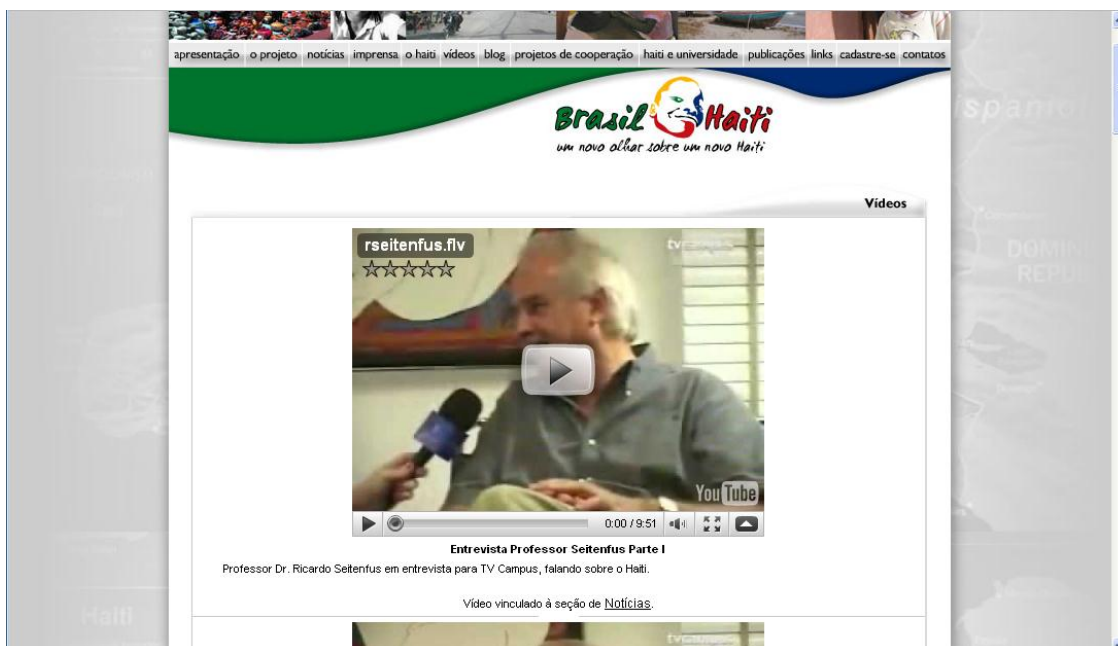 apresentação o projeto notícias imprensa o haiti vídeos blog projetos de cooperação haiti e universidade publicações links cadastre-se contatos
Brasil Haiti
um novo olhar sobre um novo Haiti
Vídeos
rseitenfus.flv
YouTube
0:00 / 9:51
Entrevista Professor Seitenfus Parte I
Professor Dr. Ricardo Seitenfus em entrevista para TV Campus, falando sobre o Haiti.
Vídeo vinculado à seção de Notícias.
Haiti